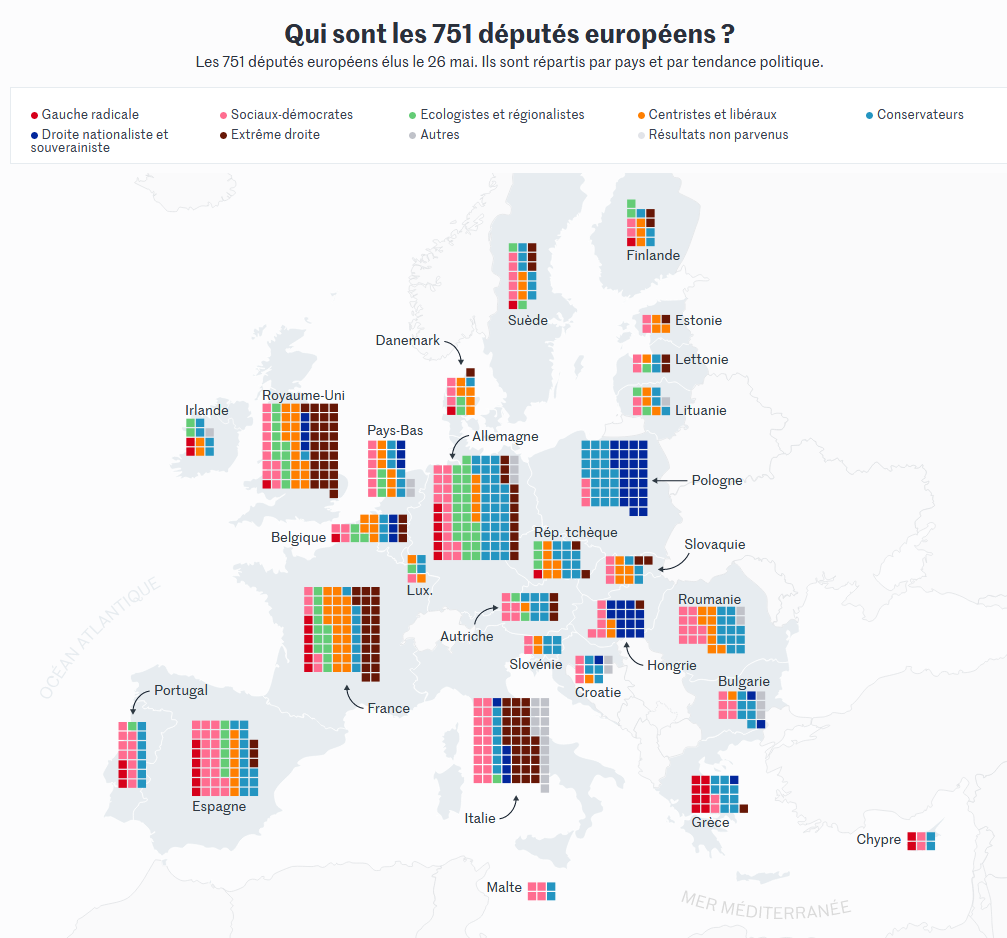 Qui sont les 751 députés européens ?
Les 751 députés européens élus le 26 mai. Ils sont répartis par pays et par tendance politique.
Gauche radicale
Sociaux-démocrates
Ecologistes et régionalistes
Centristes et libéraux
Conservateurs
Droite nationaliste et
souverainiste
Extrême droite
Autres
Résultats non parvenus
Finlande
Suède
Estonie
Danemark
Lettonie
Royaume-Uni
Irlande
Lituanie
Pays-Bas
Allemagne
Pologne
Belgique
Rép. tchèque
Slovaquie
Lux.
OCÉAN ATLANTIQUE
Roumanie
Autriche
Slovénie
Hongrie
Bulgarie
Portugal
Croatie
France
Espagne
Italie
Grèce
Chypre
Malte
MER MÉDITERRANÉE